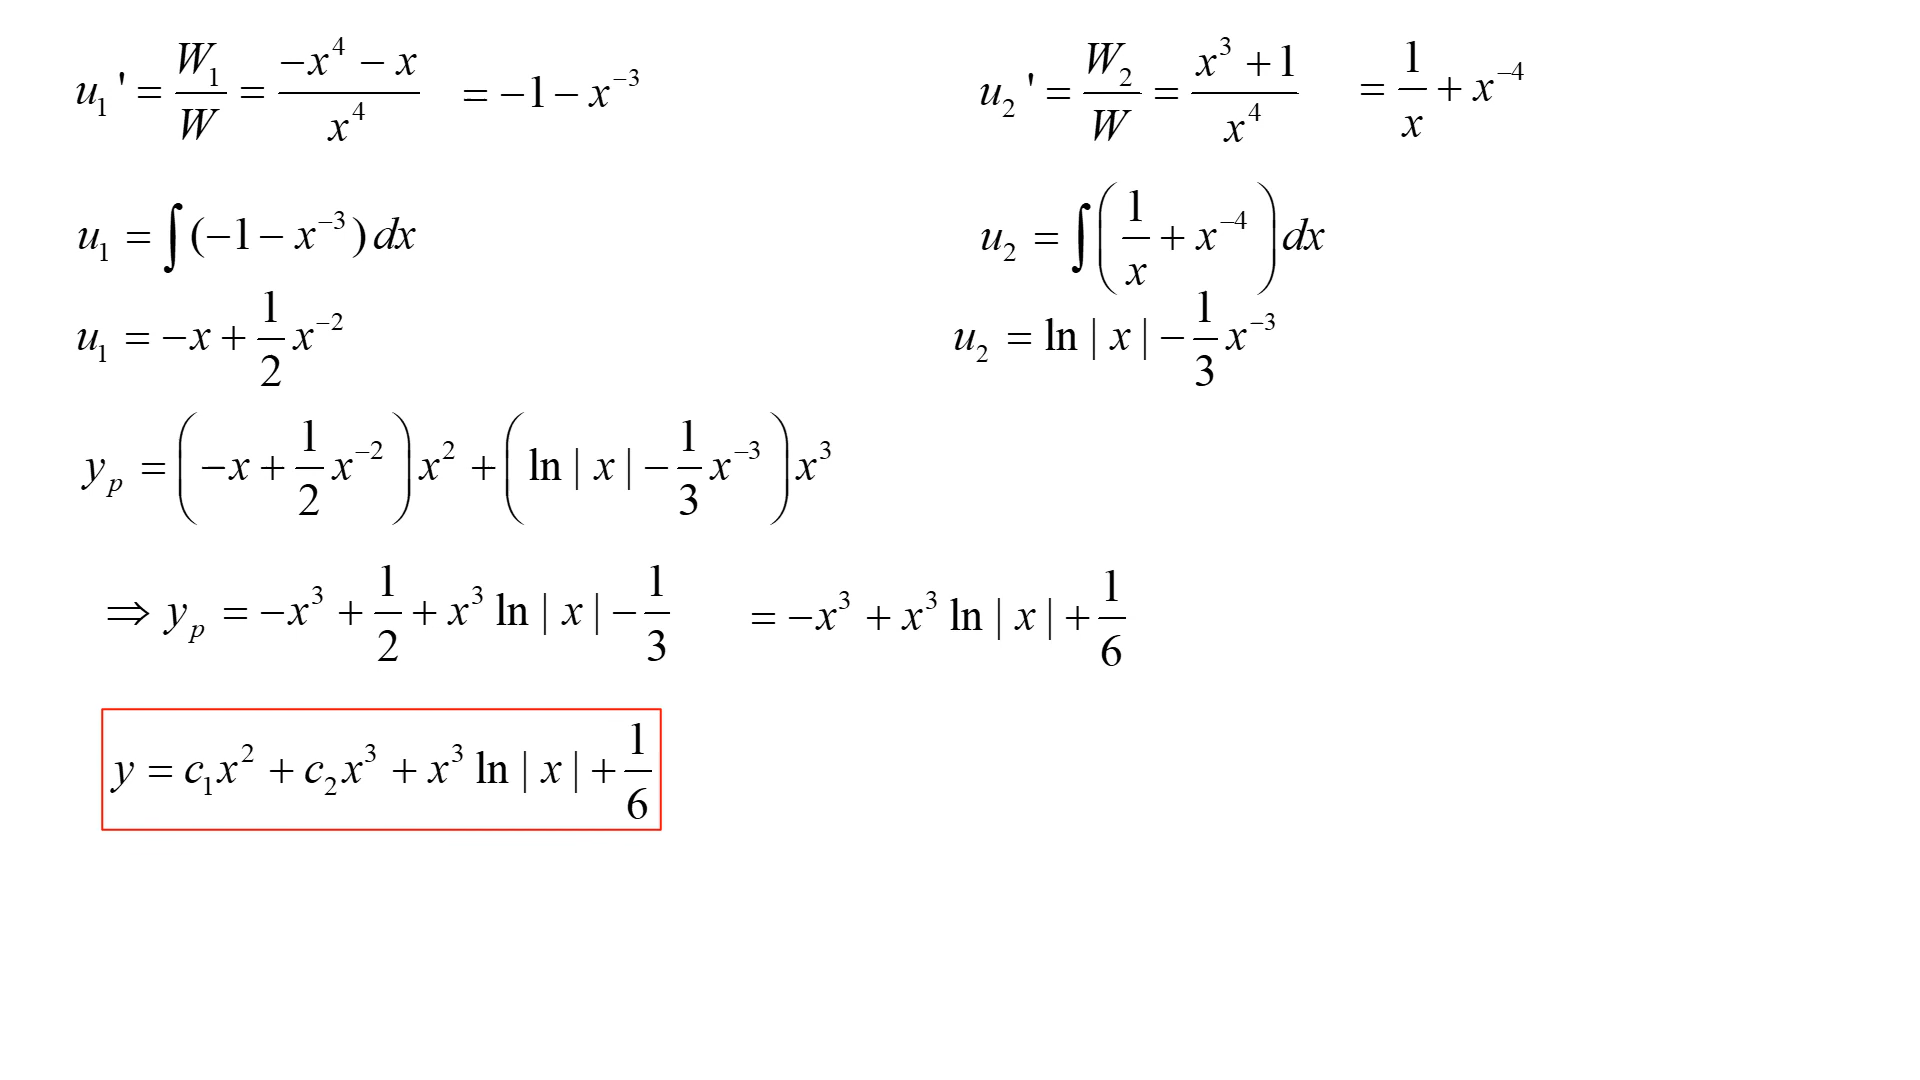 u₁' = W₁/W = (−x⁴ − x)/x⁴ = −1 − x⁻³
u₂' = W₂/W = (x³ + 1)/x⁴ = 1/x + x⁻⁴
u₁ = ∫(−1 − x⁻³)dx
u₂ = ∫(1/x + x⁻⁴)dx
u₁ = −x + 1/2 x⁻²
u₂ = ln | x | − 1/3 x⁻³
yₚ = (−x + 1/2 x⁻²)x² + (ln | x | − 1/3 x⁻³)x³
⇒ yₚ = −x³ + 1/2 + x³ ln | x | − 1/3 = −x³ + x³ ln | x | + 1/6
y = c₁x² + c₂x³ + x³ ln | x | + 1/6